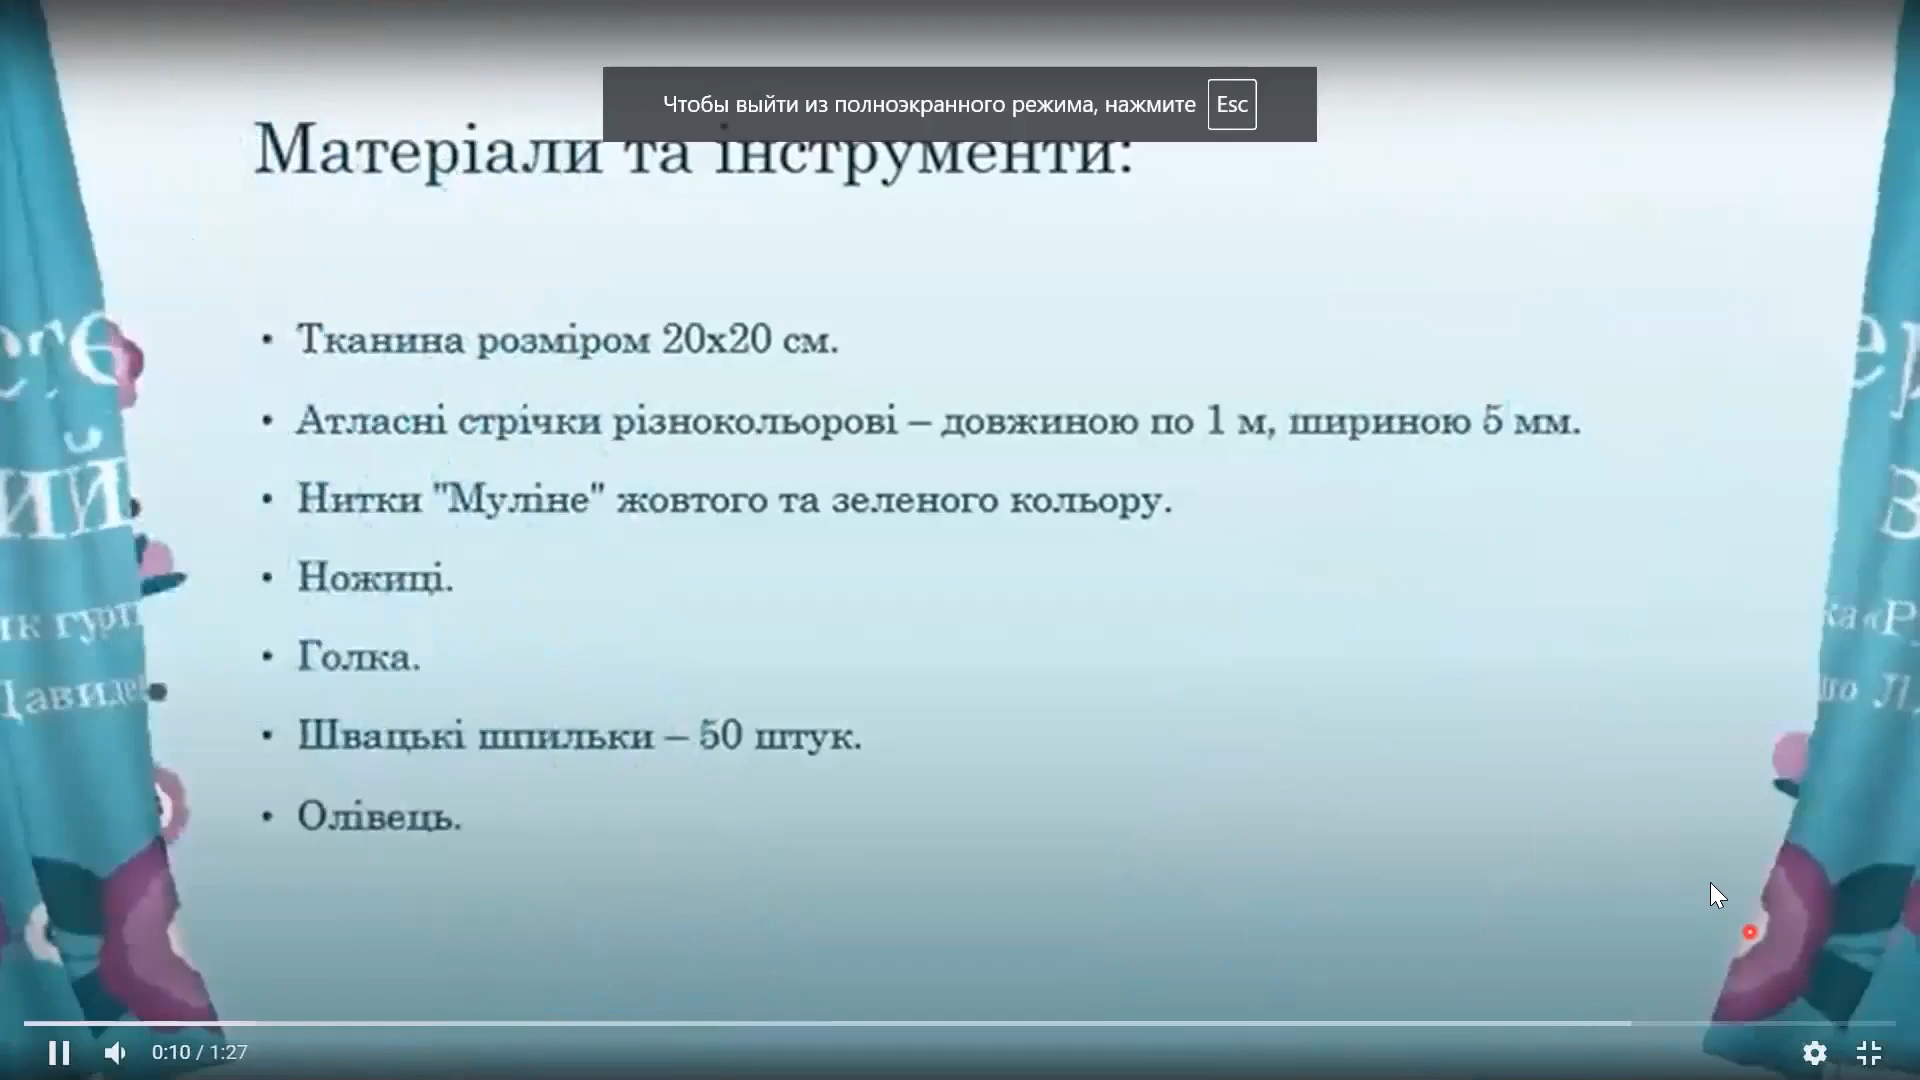 Чтобы выйти из полноэкранного режима, нажмите Esc
Матеріали та інструменти:
• Тканина розміром 20х20 см.
• Атласні стрічки різнокольорові – довжиною по 1 м, шириною 5 мм.
• Нитки "Муліне" жовтого та зеленого кольору.
• Ножиці.
• Голка.
• Швацькі шпильки – 50 штук.
• Олівець.
0:10 / 1:27